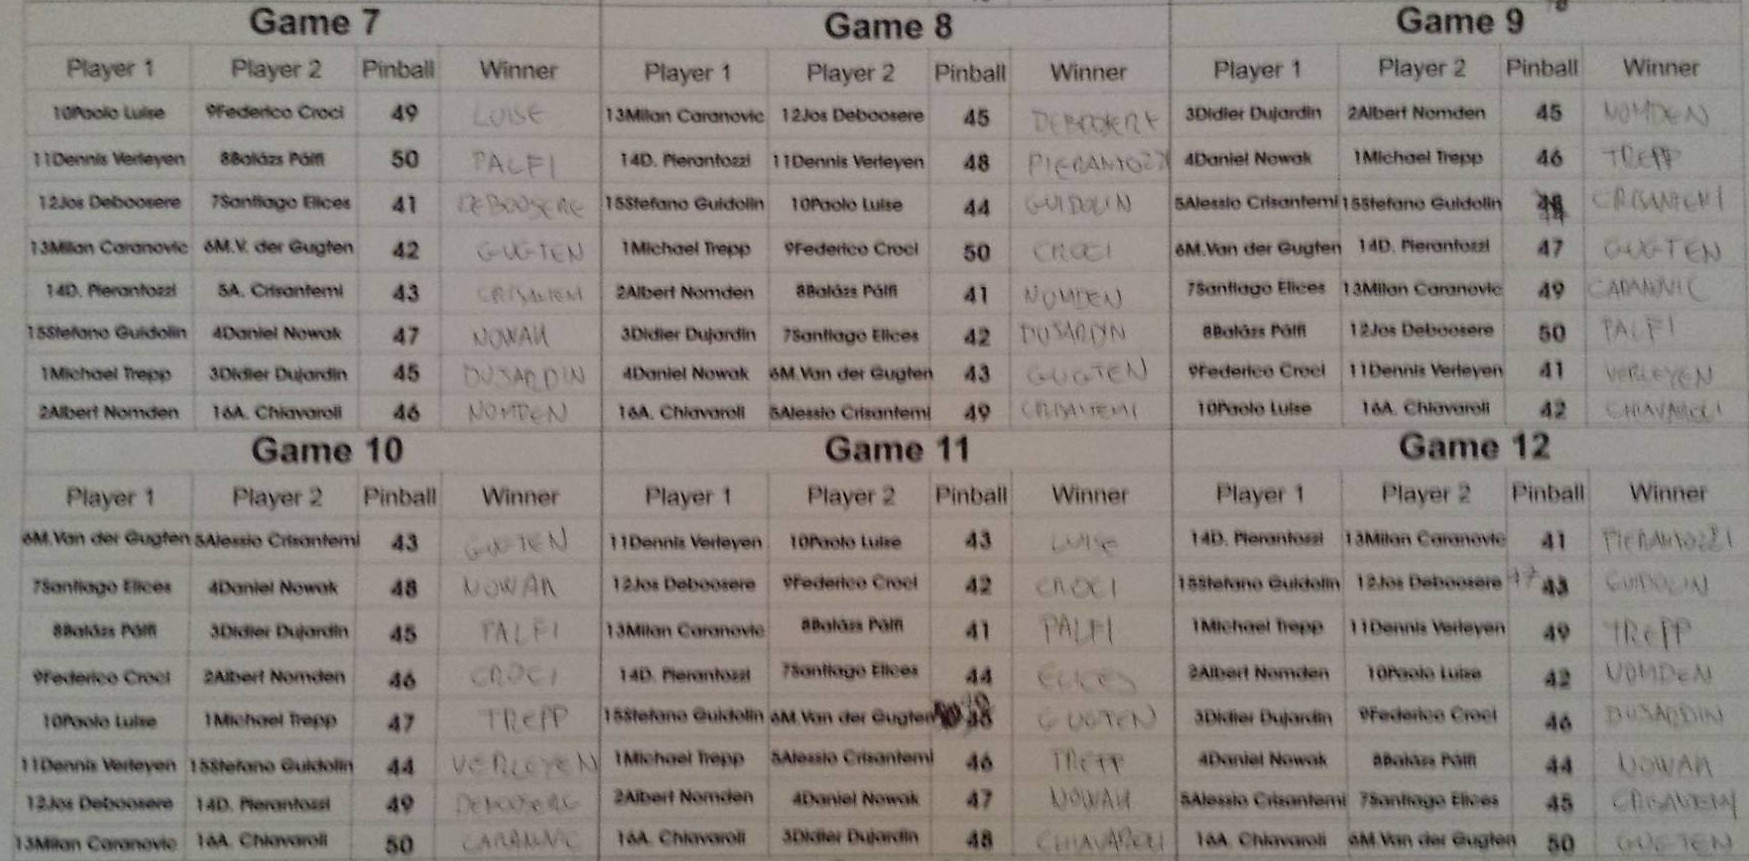 Game 7 Game 8 Game 9
Player 1 Player 2 Pinball Winner Player 1 Player 2 Pinball Winner Player 1 Player 2 Pinball Winner
10Paolo Luise 9Federico Croci 49 LUISE 13Milan Caranovic 12Jos Deboosere 45 3Didier Dujardin 2Albert Nomden 45 NOMDEN
11Dennis Verleyen 8Balázs Pálfi 50 PALFI 14D. Pierantozzi 11Dennis Verleyen 48 PIERANTOZZI 4Daniel Nowak 1Michael Trepp 46 TREPP
12Jos Deboosere 7Santiago Elices 41 DEBOOSERE 15Stefano Guidolin 10Paolo Luise 44 GUIDOLIN 5Alessio Crisantemi 15Stefano Guidolin CRISANTEMI
13Milan Caranovic 6M.V. der Gugten 42 GUGTEN 1Michael Trepp 9Federico Croci 50 CROCI 6M.Van der Gugten 14D. Pierantozzi 47 GUGTEN
14D. Pierantozzi 5A. Crisantemi 43 CRISANTEMI 2Albert Nomden 8Balázs Pálfi 41 NOMDEN 7Santiago Elices 13Milan Caranovic 49 CARANOVIC
15Stefano Guidolin 4Daniel Nowak 47 NOWAK 3Didier Dujardin 7Santiago Elices 42 DUJARDIN 8Balázs Pálfi 12Jos Deboosere 50 PALFI
1Michael Trepp 3Didier Dujardin 45 DUJARDIN 4Daniel Nowak 6M.Van der Gugten 43 GUGTEN 9Federico Croci 11Dennis Verleyen 41 VERLEYEN
2Albert Nomden 16A. Chiavaroli 46 NOMDEN 16A. Chiavaroli 5Alessio Crisantemi 49 CRISANTEMI 10Paolo Luise 16A. Chiavaroli 42 CHIAVAROLI
Game 10 Game 11 Game 12
Player 1 Player 2 Pinball Winner Player 1 Player 2 Pinball Winner Player 1 Player 2 Pinball Winner
6M.Van der Gugten 5Alessio Crisantemi 43 GUGTEN 11Dennis Verleyen 10Paolo Luise 43 LUISE 14D. Pierantozzi 13Milan Caranovic 41 PIERANTOZZI
7Santiago Elices 4Daniel Nowak 48 NOWAK 12Jos Deboosere 9Federico Croci 42 CROCI 15Stefano Guidolin 12Jos Deboosere 47 43 GUIDOLIN
8Balázs Pálfi 3Didier Dujardin 45 PALFI 13Milan Caranovic 8Balázs Pálfi 41 PALFI 1Michael Trepp 11Dennis Verleyen 49 TREPP
9Federico Croci 2Albert Nomden 46 CROCI 14D. Pierantozzi 7Santiago Elices 44 ELICES 2Albert Nomden 10Paolo Luise 42 NOMDEN
10Paolo Luise 1Michael Trepp 47 TREPP 15Stefano Guidolin 6M.Van der Gugten GUGTEN 3Didier Dujardin 9Federico Croci 46 DUJARDIN
11Dennis Verleyen 15Stefano Guidolin 44 VERLEYEN 1Michael Trepp 5Alessio Crisantemi 46 TREPP 4Daniel Nowak 8Balázs Pálfi 44 NOWAK
12Jos Deboosere 14D. Pierantozzi 49 DEBOOSERE 2Albert Nomden 4Daniel Nowak 47 NOWAK 5Alessio Crisantemi 7Santiago Elices 45 CRISANTEMI
13Milan Caranovic 16A. Chiavaroli 50 CARANOVIC 16A. Chiavaroli 3Didier Dujardin 48 CHIAVAROLI 16A. Chiavaroli 6M.Van der Gugten 50 GUGTEN